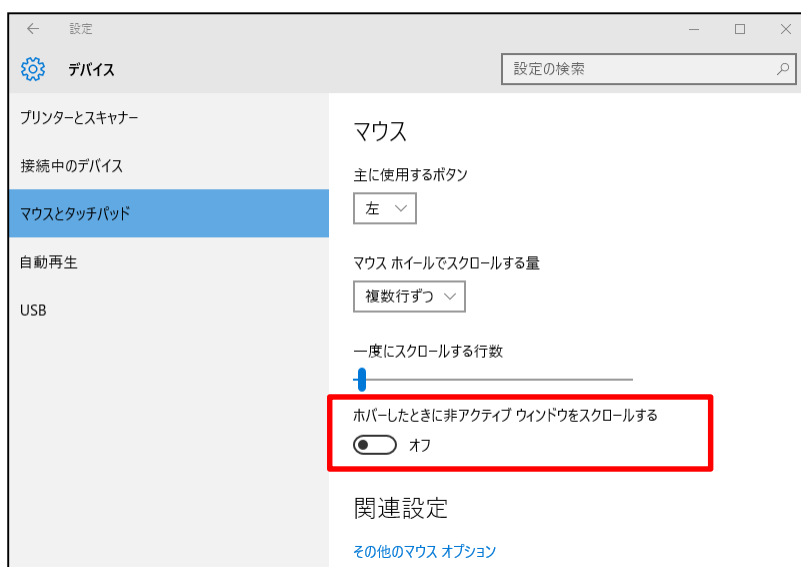 設定
デバイス
設定の検索
プリンターとスキャナー
接続中のデバイス
マウスとタッチパッド
自動再生
USB
マウス
主に使用するボタン
左
マウス ホイールでスクロールする量
複数行ずつ
一度にスクロールする行数
ホバーしたときに非アクティブ ウィンドウをスクロールする
オフ
関連設定
その他のマウス オプション